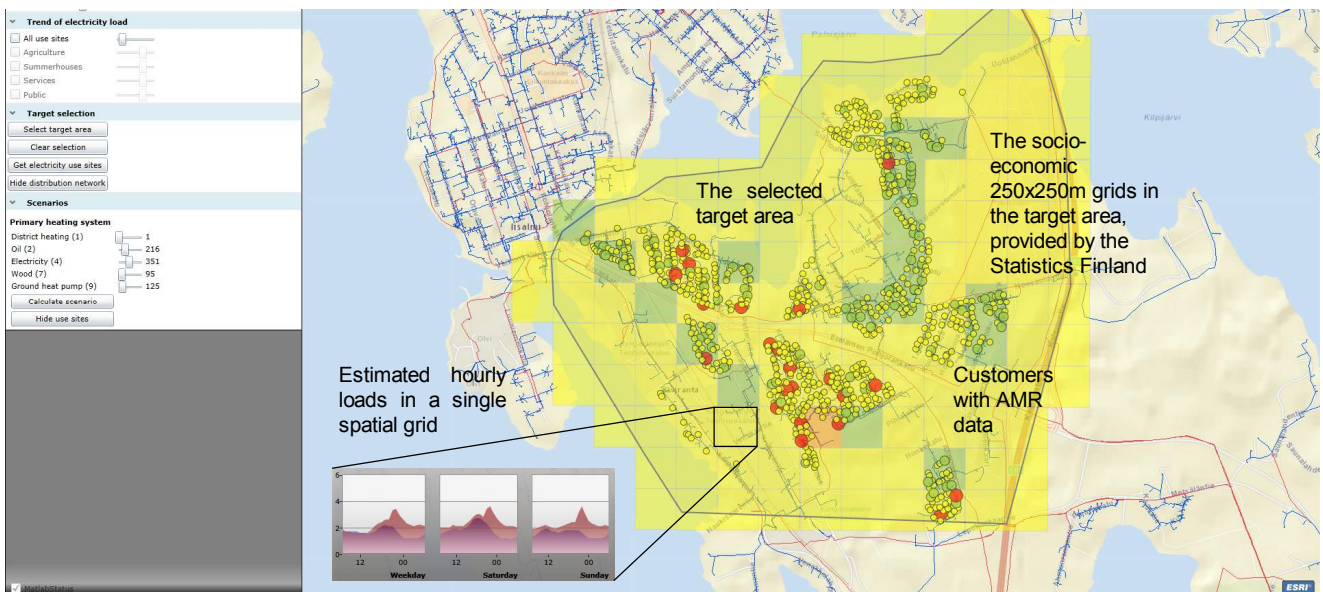 Trend of electricity load
All use sites
Agriculture
Summerhouses
Services
Public
Target selection
Select target area
Clear selection
Get electricity use sites
Hide distribution network
Scenarios
Primary heating system
District heating (1) 1
Oil (2) 216
Electricity (4) 351
Wood (7) 95
Ground heat pump (9) 125
Calculate scenario
Hide use sites
MatlabStatus
Paloisjärvi
Kilpijärvi
Iisalmi
Olvi
The selected
target area
The socio-
economic
250x250m grids in
the target area,
provided by the
Statistics Finland
Estimated hourly
loads in a single
spatial grid
Customers
with AMR
data
6
4
2
0
12 00 12 00 12 00
Weekday Saturday Sunday
ESRI